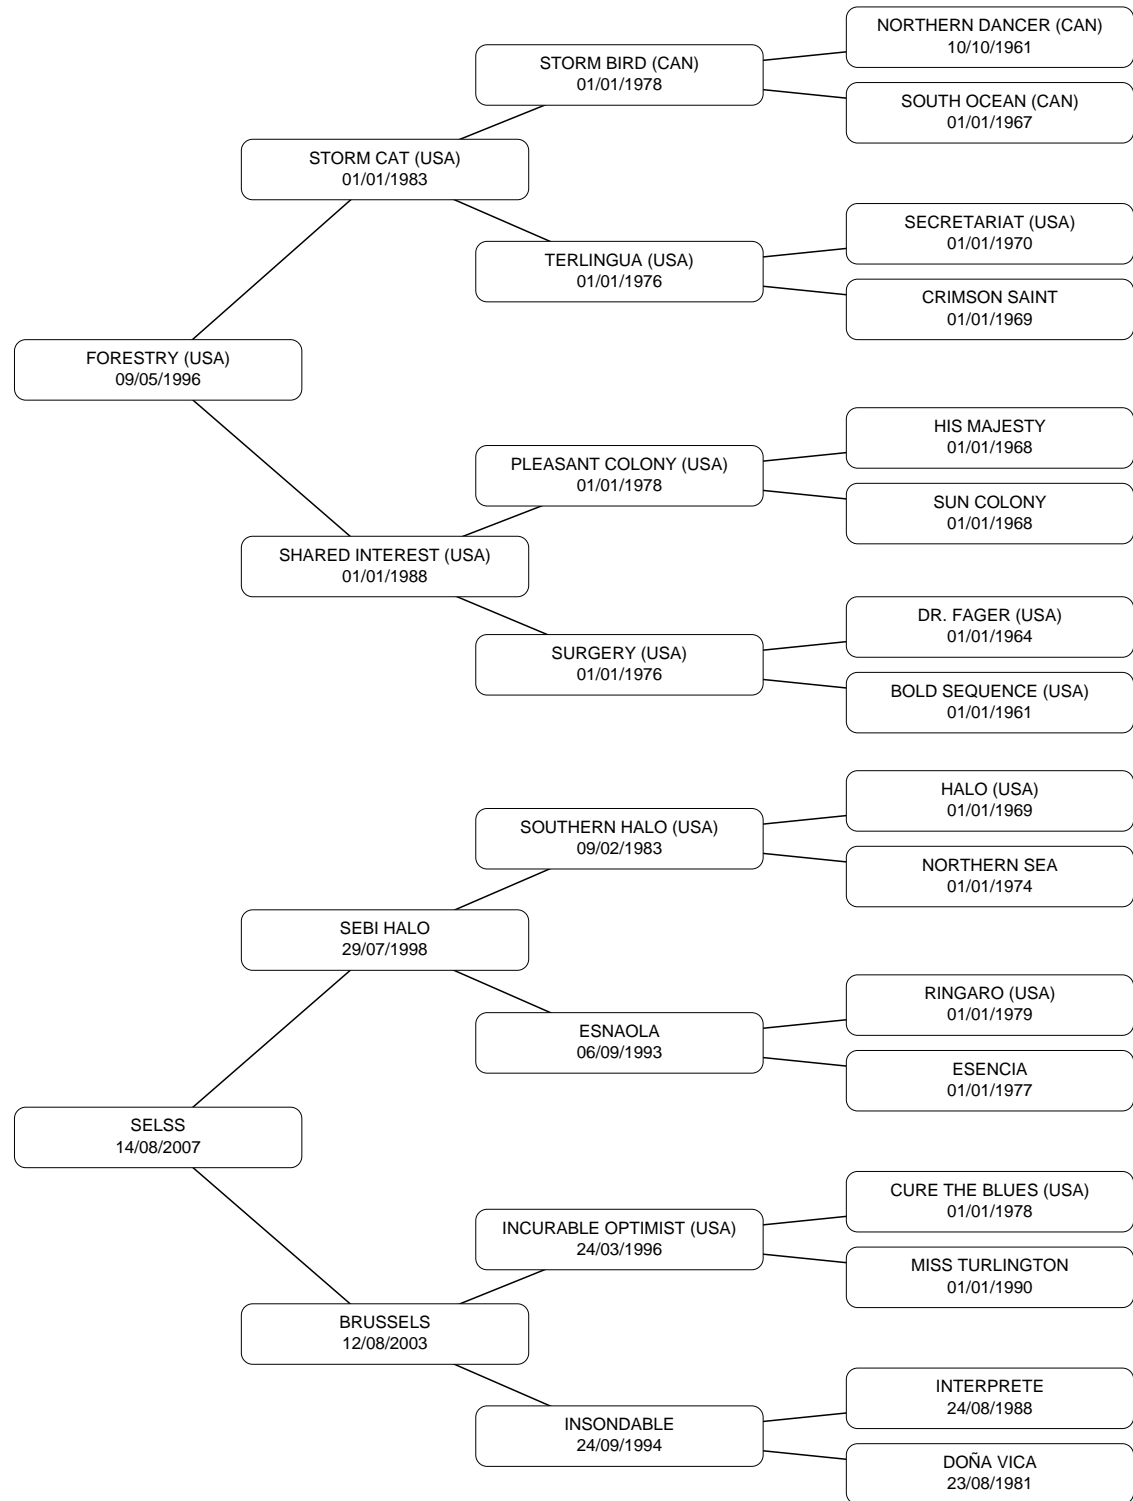 NORTHERN DANCER (CAN)
10/10/1961
STORM BIRD (CAN)
01/01/1978
SOUTH OCEAN (CAN)
01/01/1967
STORM CAT (USA)
01/01/1983
SECRETARIAT (USA)
01/01/1970
TERLINGUA (USA)
01/01/1976
CRIMSON SAINT
01/01/1969
FORESTRY (USA)
09/05/1996
HIS MAJESTY
01/01/1968
PLEASANT COLONY (USA)
01/01/1978
SUN COLONY
01/01/1968
SHARED INTEREST (USA)
01/01/1988
DR. FAGER (USA)
01/01/1964
SURGERY (USA)
01/01/1976
BOLD SEQUENCE (USA)
01/01/1961
HALO (USA)
01/01/1969
SOUTHERN HALO (USA)
09/02/1983
NORTHERN SEA
01/01/1974
SEBI HALO
29/07/1998
RINGARO (USA)
01/01/1979
ESNAOLA
06/09/1993
ESENCIA
01/01/1977
SELSS
14/08/2007
CURE THE BLUES (USA)
01/01/1978
INCURABLE OPTIMIST (USA)
24/03/1996
MISS TURLINGTON
01/01/1990
BRUSSELS
12/08/2003
INTERPRETE
24/08/1988
INSONDABLE
24/09/1994
DOÑA VICA
23/08/1981